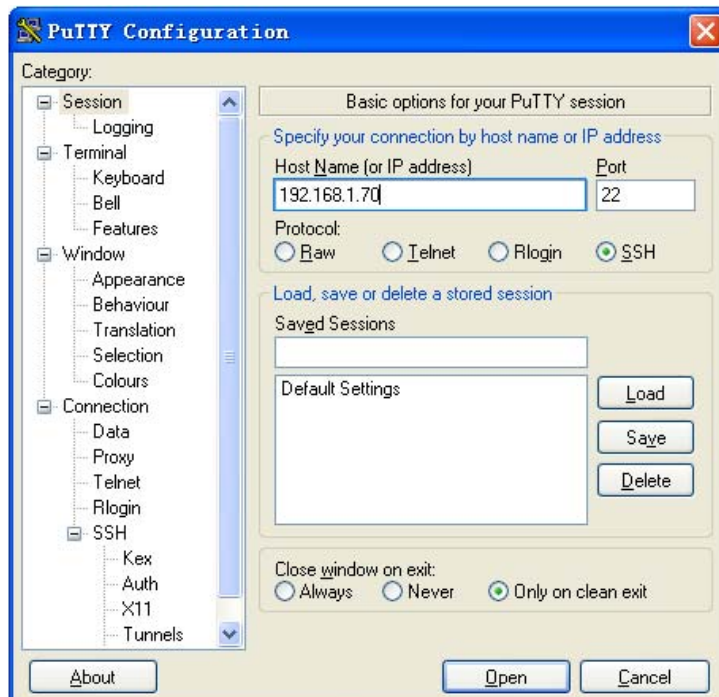 PuTTY Configuration
Category:
Session
Logging
Terminal
Keyboard
Bell
Features
Window
Appearance
Behaviour
Translation
Selection
Colours
Connection
Data
Proxy
Telnet
Rlogin
SSH
Kex
Auth
X11
Tunnels
Basic options for your PuTTY session
Specify your connection by host name or IP address
Host Name (or IP address) Port
192.168.1.70 22
Protocol:
Raw Telnet Rlogin SSH
Load, save or delete a stored session
Saved Sessions
Default Settings
Load
Save
Delete
Close window on exit:
Always Never Only on clean exit
About Open Cancel